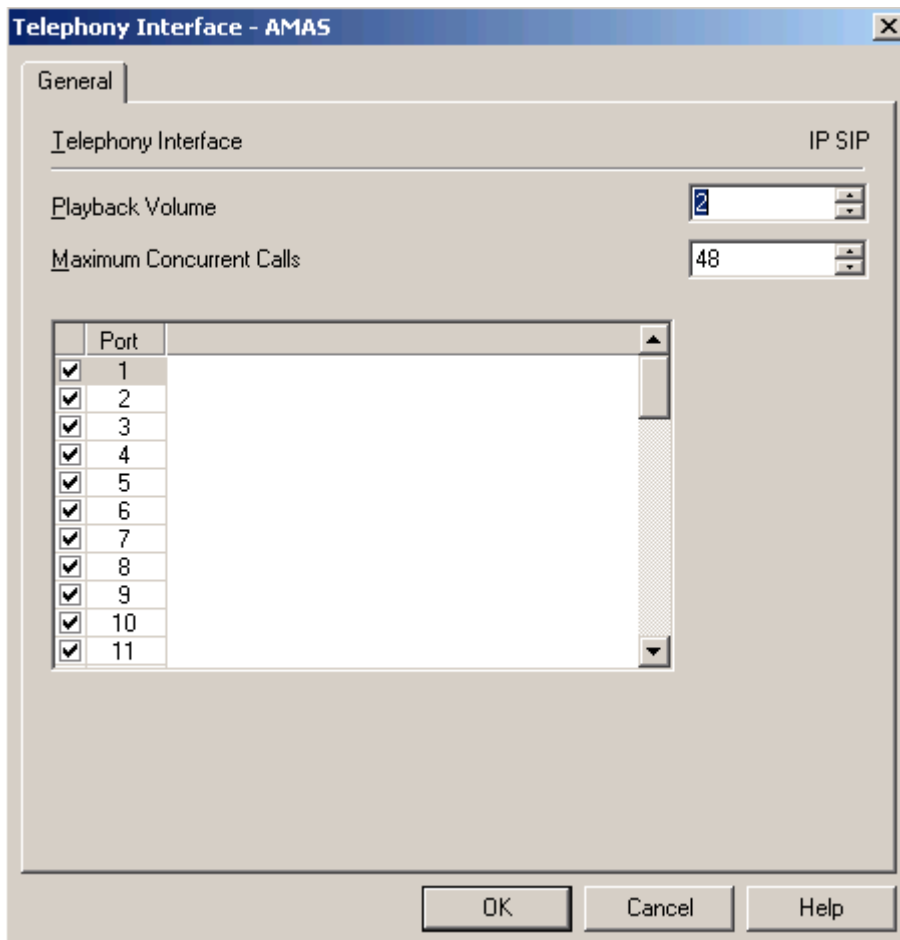 Telephony Interface - AMAS
General
Telephony Interface IP SIP
Playback Volume 2
Maximum Concurrent Calls 48
Port
1
2
3
4
5
6
7
8
9
10
11
OK Cancel Help